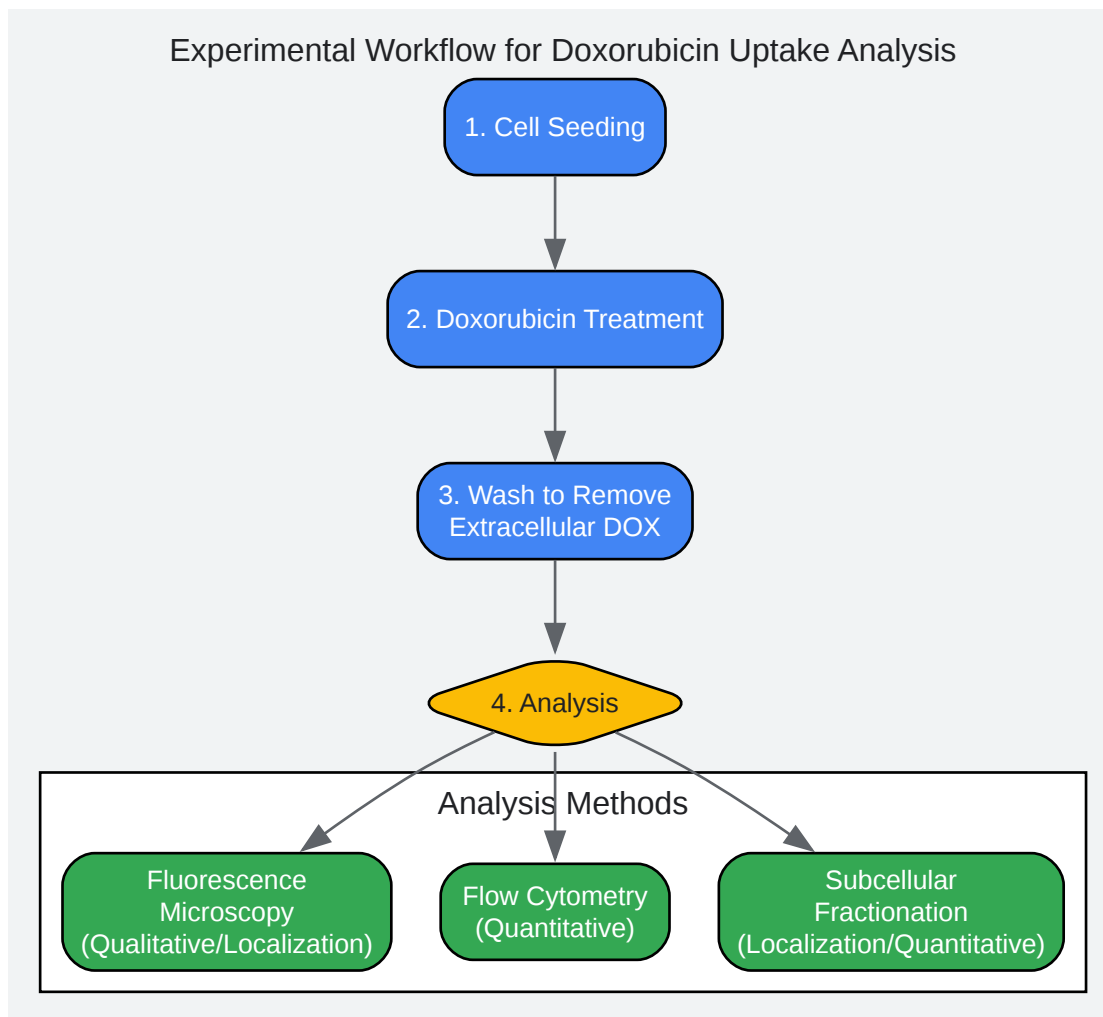 Experimental Workflow for Doxorubicin Uptake Analysis
1. Cell Seeding
2. Doxorubicin Treatment
3. Wash to Remove
Extracellular DOX
4. Analysis
Analysis Methods
Fluorescence
Microscopy
(Qualitative/Localization)
Flow Cytometry
(Quantitative)
Subcellular
Fractionation
(Localization/Quantitative)